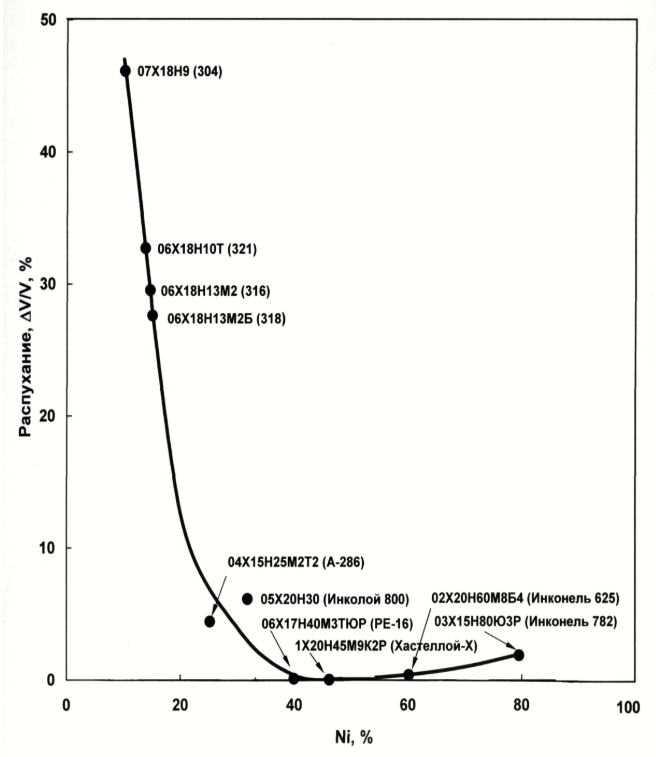 50
07Х18Н9 (304)
40
06Х18Н10Т (321)
30
06Х18Н13М2 (316)
06Х18Н13М2Б (318)
Распухание, ΔV/V, %
20
10
04Х15Н25М2Т2 (А-286)
05Х20Н30 (Инколой 800)
02Х20Н60М8Б4 (Инконель 625)
06Х17Н40М3ТЮР (РЕ-16)
03Х15Н80Ю3Р (Инконель 782)
1Х20Н45М9К2Р (Хастеллой-Х)
0
0 20 40 60 80 100
Ni, %